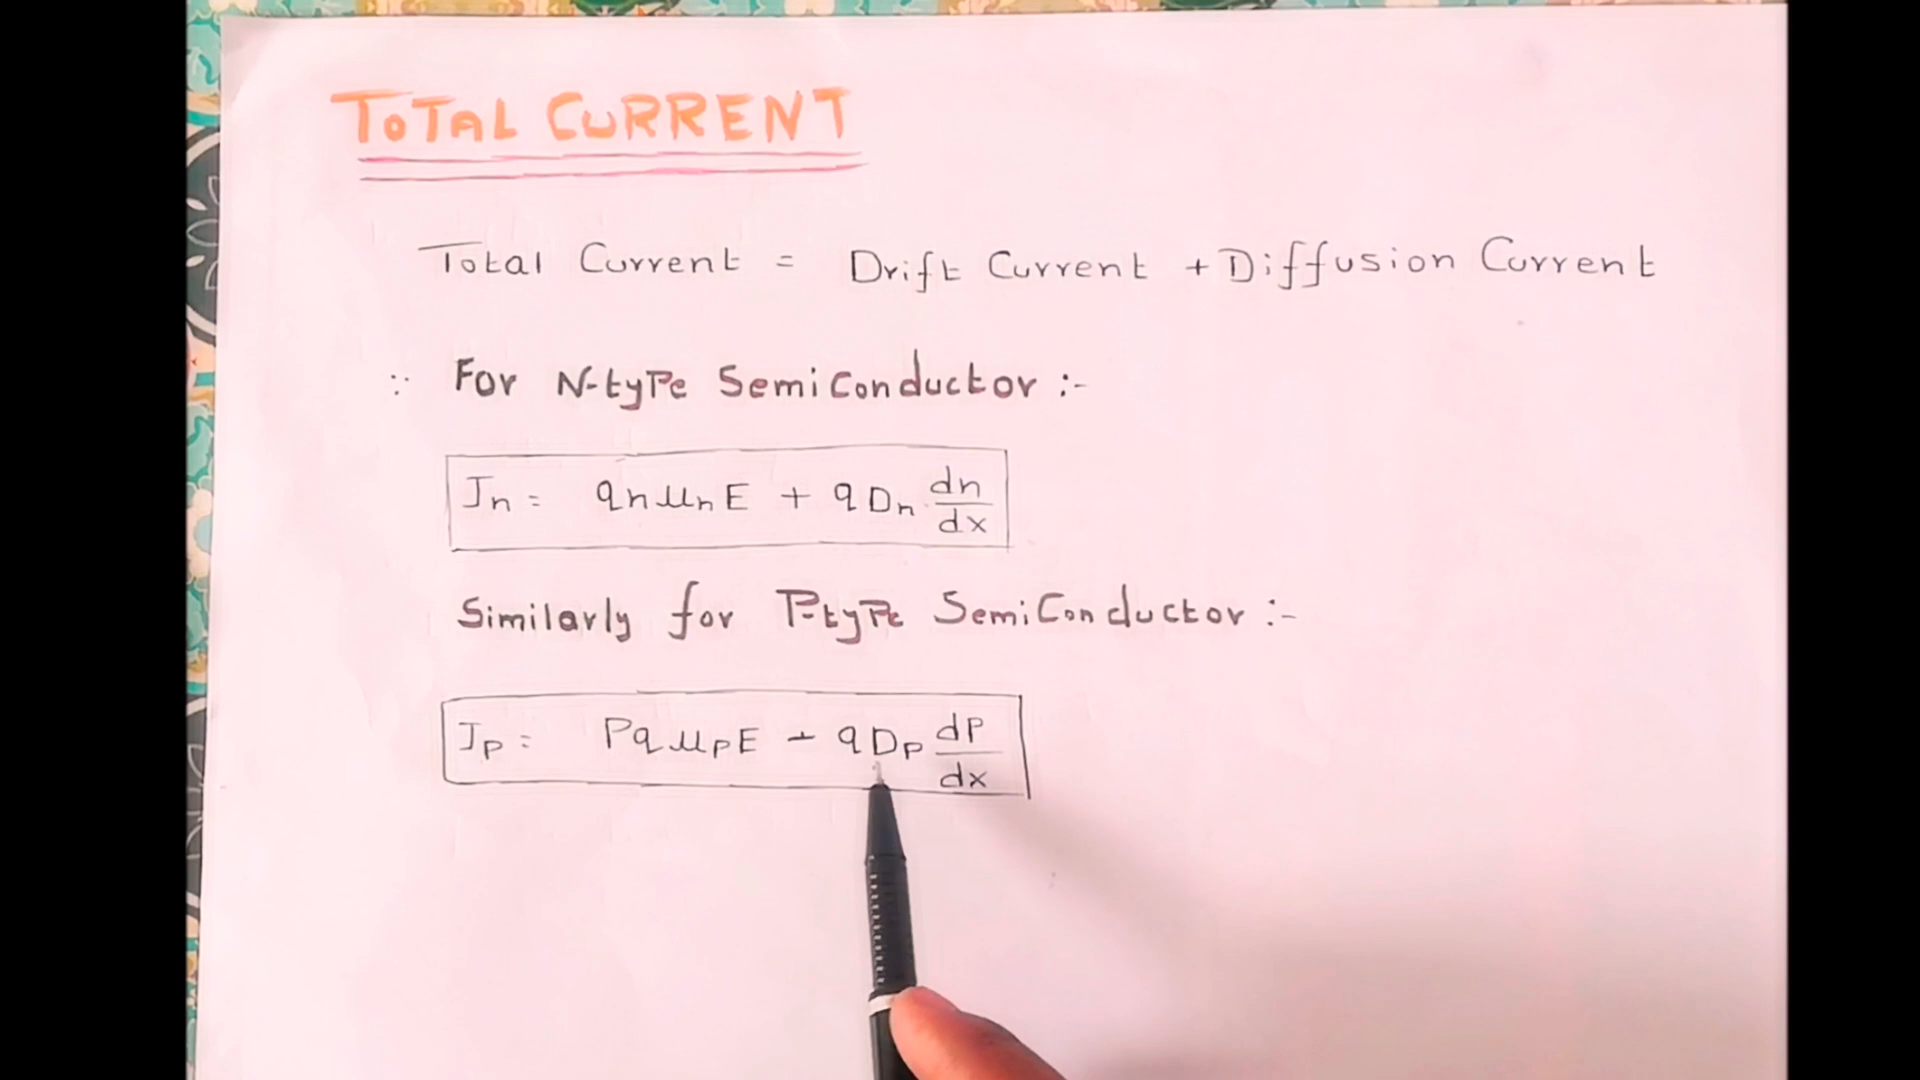 TOTAL CURRENT
Total Current = Drift Current + Diffusion Current
∵ For N-type SemiConductor :-
Jn = qnμnE + qDn dn/dx
Similarly for P-type SemiConductor :-
Jp = PqμpE - qDp dP/dx